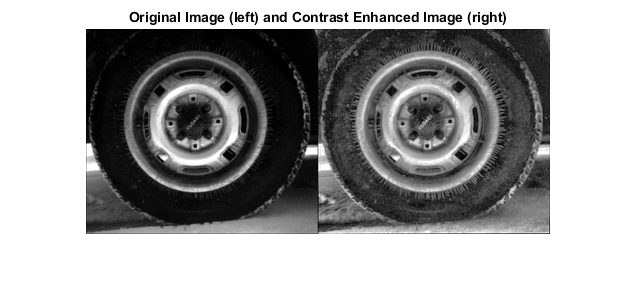 Original Image (left) and Contrast Enhanced Image (right)